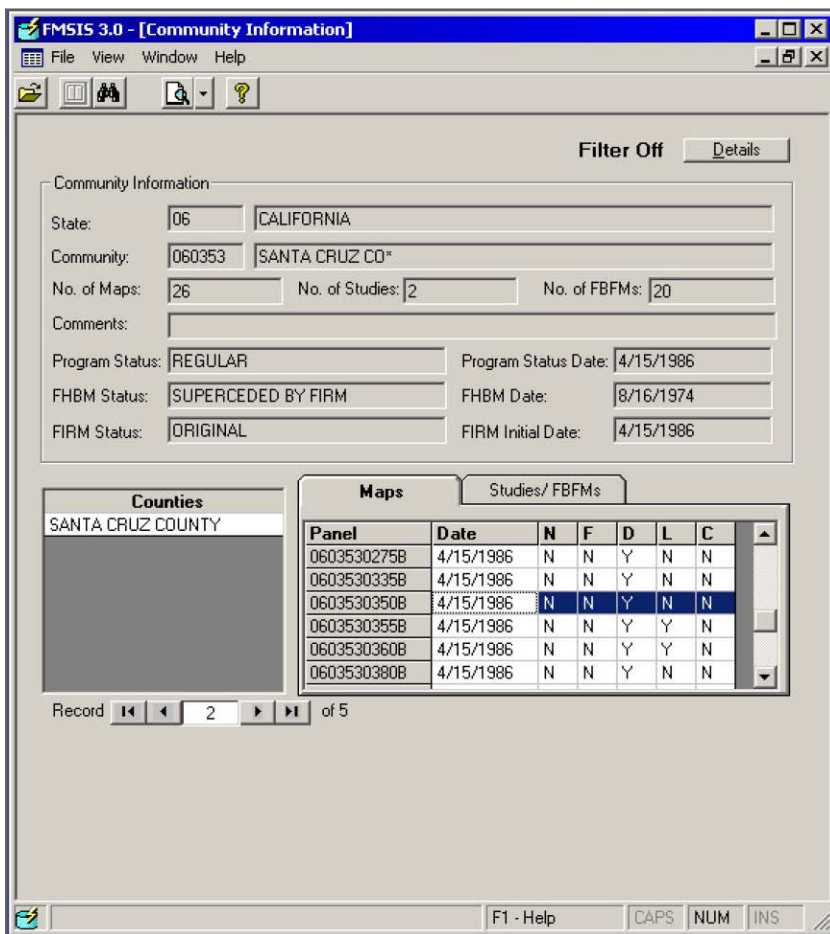 FMSIS 3.0 - [Community Information]
File View Window Help
Filter Off Details
Community Information
State: 06 CALIFORNIA
Community: 060353 SANTA CRUZ CO*
No. of Maps: 26 No. of Studies: 2 No. of FBFMs: 20
Comments:
Program Status: REGULAR Program Status Date: 4/15/1986
FHBM Status: SUPERCEDED BY FIRM FHBM Date: 8/16/1974
FIRM Status: ORIGINAL FIRM Initial Date: 4/15/1986
Counties
SANTA CRUZ COUNTY
Maps Studies/ FBFMs
Panel Date N F D L C
0603530275B 4/15/1986 N N Y N N
0603530335B 4/15/1986 N N Y N N
0603530350B 4/15/1986 N N Y N N
0603530355B 4/15/1986 N N Y Y N
0603530360B 4/15/1986 N N Y Y N
0603530380B 4/15/1986 N N Y N N
Record 2 of 5
F1 - Help CAPS NUM INS